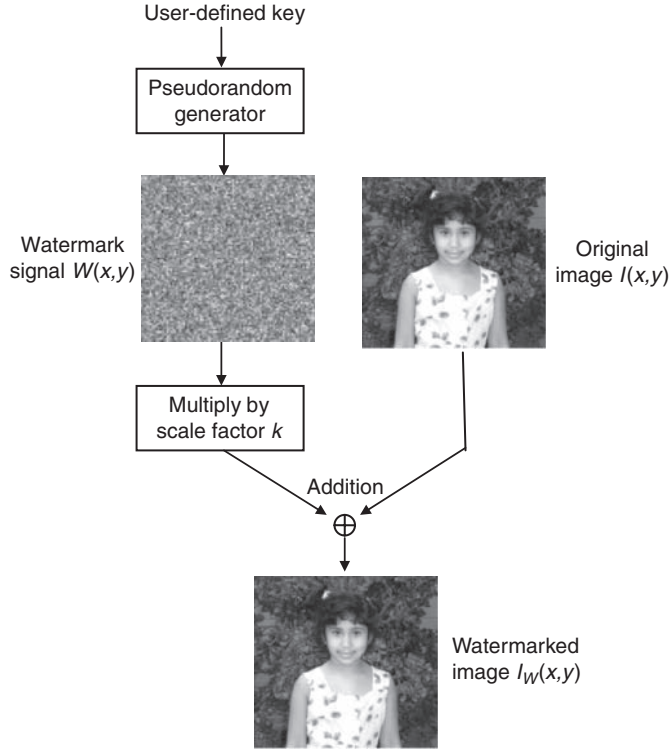 User-defined key
Pseudorandom
generator
Watermark
signal W(x,y)
Original
image I(x,y)
Multiply by
scale factor k
Addition
Watermarked
image I_W(x,y)